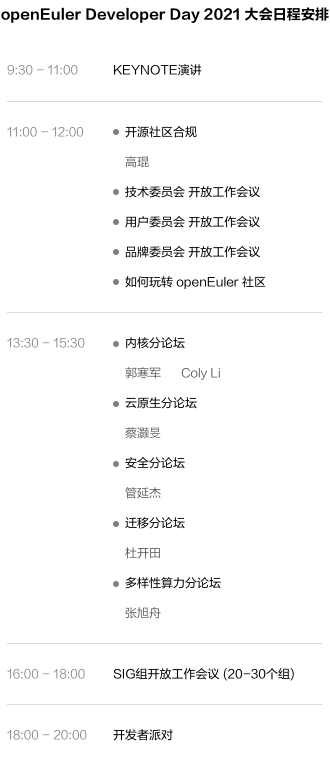 openEuler Developer Day 2021 大会日程安排
9:30 – 11:00 KEYNOTE演讲
11:00 – 12:00 • 开源社区合规
高琨
• 技术委员会 开放工作会议
• 用户委员会 开放工作会议
• 品牌委员会 开放工作会议
• 如何玩转 openEuler 社区
13:30 – 15:30 • 内核分论坛
郭寒军 Coly Li
• 云原生分论坛
蔡灏旻
• 安全分论坛
管延杰
• 迁移分论坛
杜开田
• 多样性算力分论坛
张旭舟
16:00 – 18:00 SIG组开放工作会议 (20–30个组)
18:00 – 20:00 开发者派对